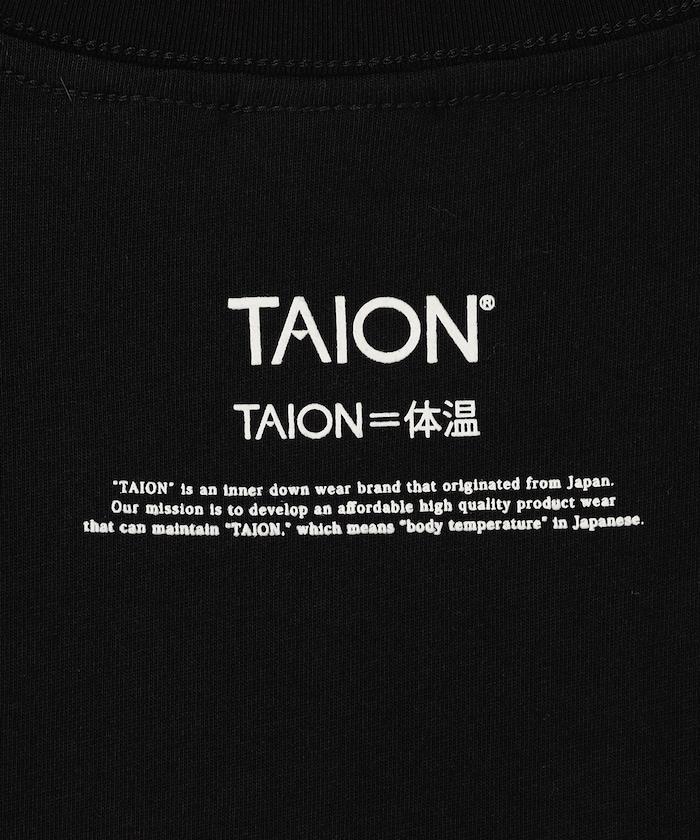 TAION®
TAION=体温
"TAION" is an inner down wear brand that originated from Japan.
Our mission is to develop an affordable high quality product wear
that can maintain "TAION," which means "body temperature" in Japanese.